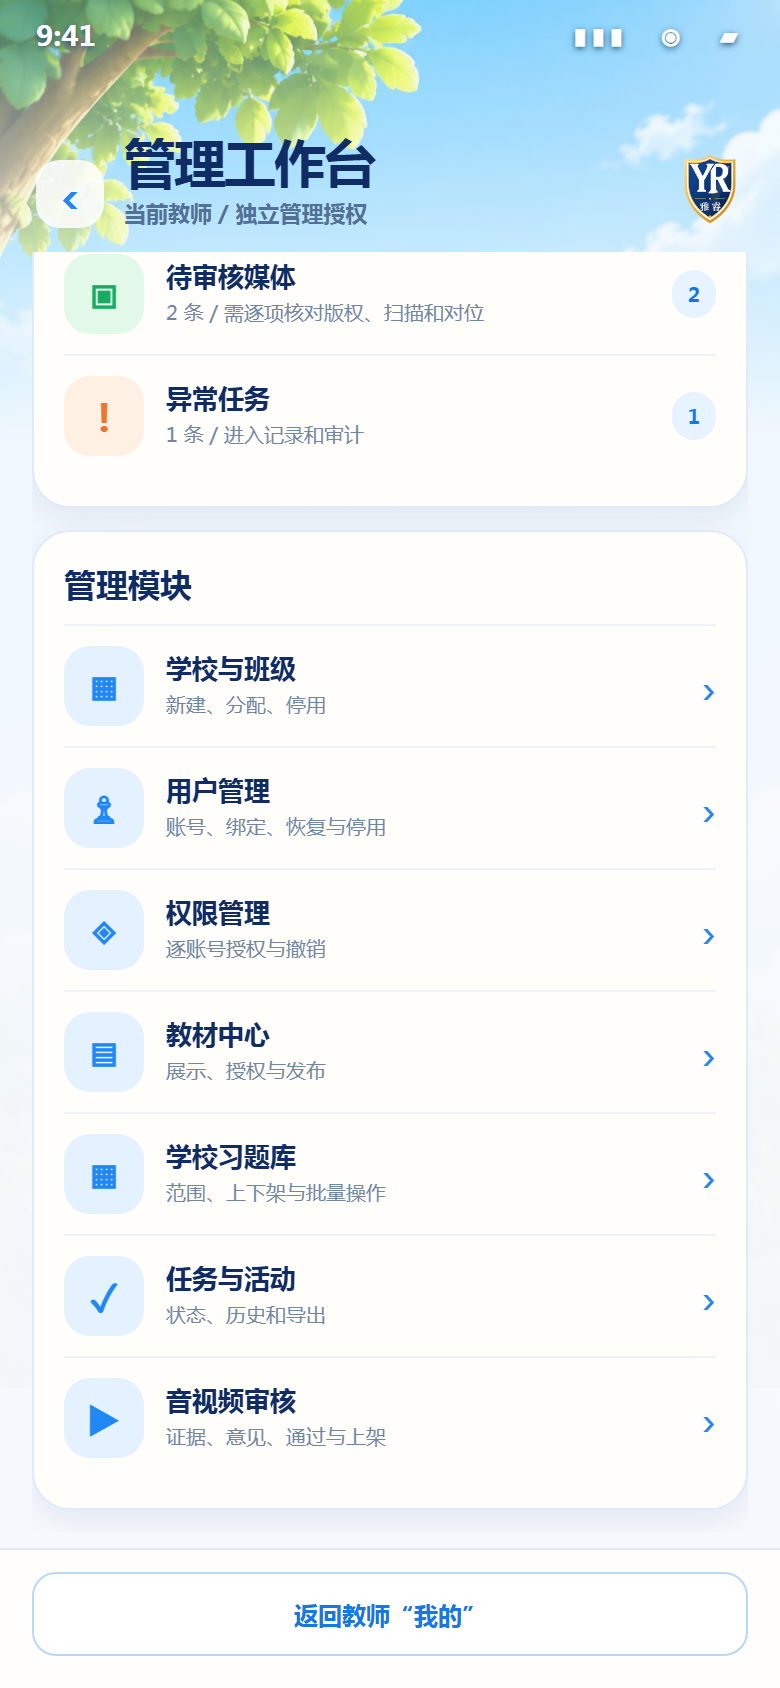 9:41
管理工作台
当前教师 / 独立管理授权
YR
雅睿
待审核媒体
2 条 / 需逐项核对版权、扫描和对位
2
异常任务
1 条 / 进入记录和审计
1
管理模块
学校与班级
新建、分配、停用
用户管理
账号、绑定、恢复与停用
权限管理
逐账号授权与撤销
教材中心
展示、授权与发布
学校习题库
范围、上下架与批量操作
任务与活动
状态、历史和导出
音视频审核
证据、意见、通过与上架
返回教师“我的”